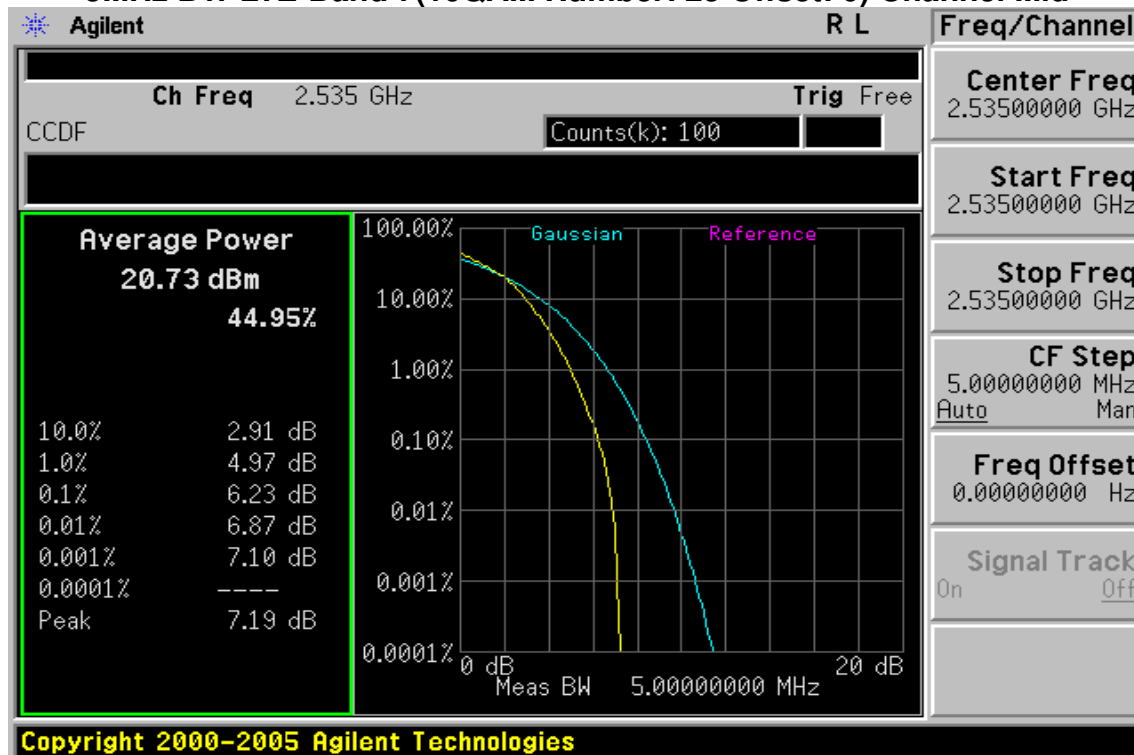 Agilent
R L
Freq/Channel
Ch Freq 2.535 GHz
Trig Free
CCDF
Counts(k): 100
Average Power
20.73 dBm
44.95%
10.0% 2.91 dB
1.0% 4.97 dB
0.1% 6.23 dB
0.01% 6.87 dB
0.001% 7.10 dB
0.0001% ----
Peak 7.19 dB
100.00%
10.00%
1.00%
0.10%
0.01%
0.001%
0.0001%
Gaussian
Reference
0 dB
20 dB
Meas BW 5.00000000 MHz
Center Freq
2.53500000 GHz
Start Freq
2.53500000 GHz
Stop Freq
2.53500000 GHz
CF Step
5.00000000 MHz
Auto Man
Freq Offset
0.00000000 Hz
Signal Track
On Off
Copyright 2000-2005 Agilent Technologies